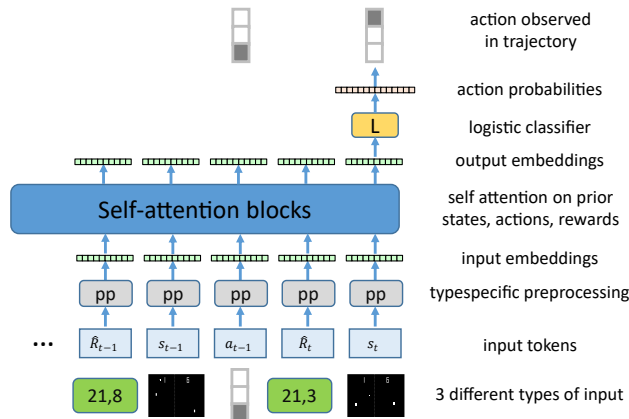 action observed
in trajectory
action probabilities
L
logistic classifier
output embeddings
Self-attention blocks
self attention on prior
states, actions, rewards
input embeddings
pp pp pp pp pp
typespecific preprocessing
... R̂ₜ₋₁ sₜ₋₁ aₜ₋₁ R̂ₜ sₜ
input tokens
21,8 21,3
3 different types of input